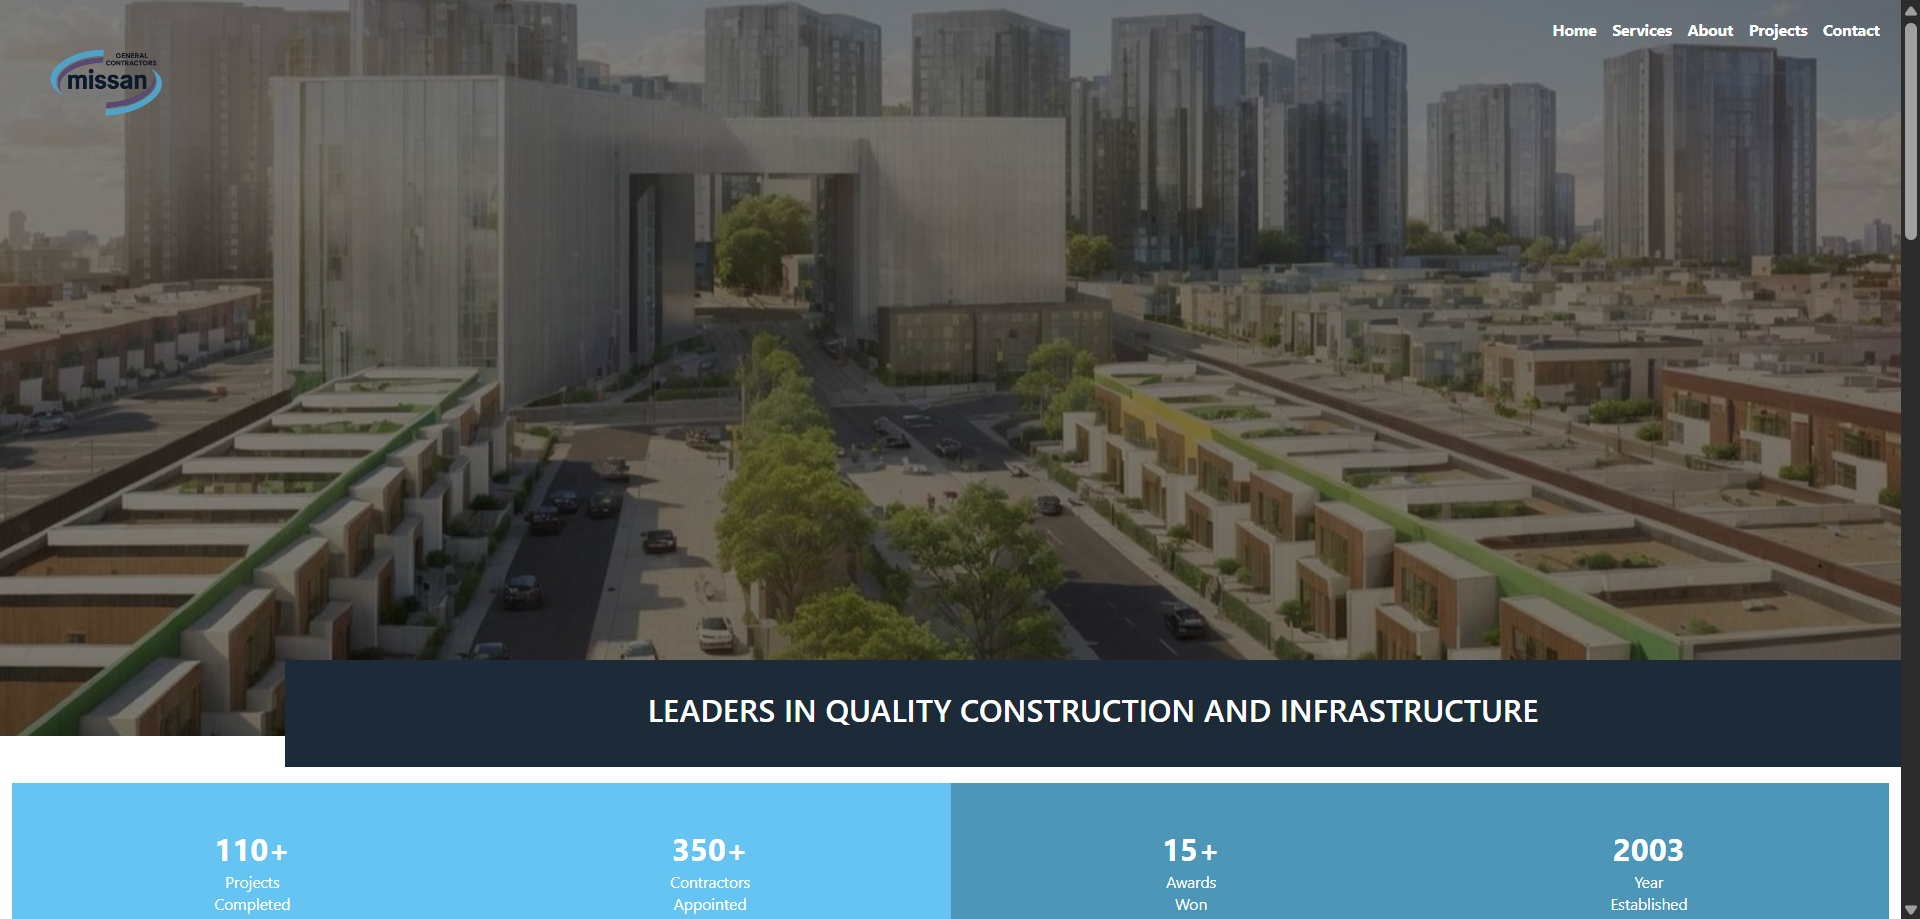 Home Services About Projects Contact
GENERAL
CONTRACTORS
missan
LEADERS IN QUALITY CONSTRUCTION AND INFRASTRUCTURE
110+
Projects
Completed
350+
Contractors
Appointed
15+
Awards
Won
2003
Year
Established